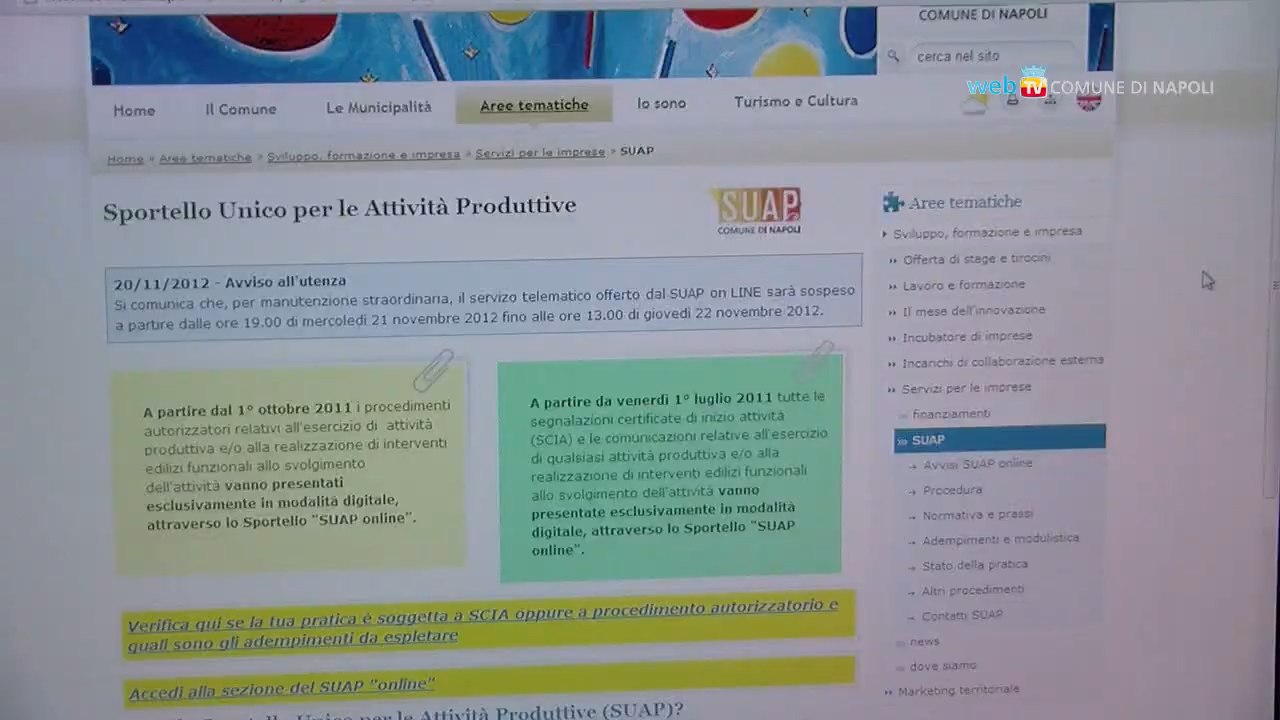 COMUNE DI NAPOLI
cerca nel sito
web TV COMUNE DI NAPOLI
Home Il Comune Le Municipalità Aree tematiche Io sono Turismo e Cultura
Home » Aree tematiche » Sviluppo, formazione e impresa » Servizi per le imprese » SUAP
Sportello Unico per le Attività Produttive
SUAP
COMUNE DI NAPOLI
20/11/2012 - Avviso all'utenza
Si comunica che, per manutenzione straordinaria, il servizo telematico offerto dal SUAP on LINE sarà sospeso
a partire dalle ore 19.00 di mercoledì 21 novembre 2012 fino alle ore 13.00 di giovedì 22 novembre 2012.
A partire dal 1° ottobre 2011 i procedimenti
autorizzatori relativi all'esercizio di attività
produttiva e/o alla realizzazione di interventi
edilizi funzionali allo svolgimento
dell'attività vanno presentati
esclusivamente in modalità digitale,
attraverso lo Sportello "SUAP online".
A partire da venerdì 1° luglio 2011 tutte le
segnalazioni certificate di inizio attività
(SCIA) e le comunicazioni relative all'esercizio
di qualsiasi attività produttiva e/o alla
realizzazione di interventi edilizi funzionali
allo svolgimento dell'attività vanno
presentate esclusivamente in modalità
digitale, attraverso lo Sportello "SUAP
online".
Verifica qui se la tua pratica è soggetta a SCIA oppure a procedimento autorizzatorio e
quali sono gli adempimenti da espletare
Accedi alla sezione del SUAP "online"
Sportello Unico per le Attività Produttive (SUAP)?
Aree tematiche
Sviluppo, formazione e impresa
Offerta di stage e tirocini
Lavoro e formazione
Il mese dell'innovazione
Incubatore di imprese
Incarichi di collaborazione esterna
Servizi per le imprese
finanziamenti
SUAP
Avvisi SUAP online
Procedura
Normativa e prassi
Adempimenti e modulistica
Stato della pratica
Altri procedimenti
Contatti SUAP
news
dove siamo
Marketing territoriale